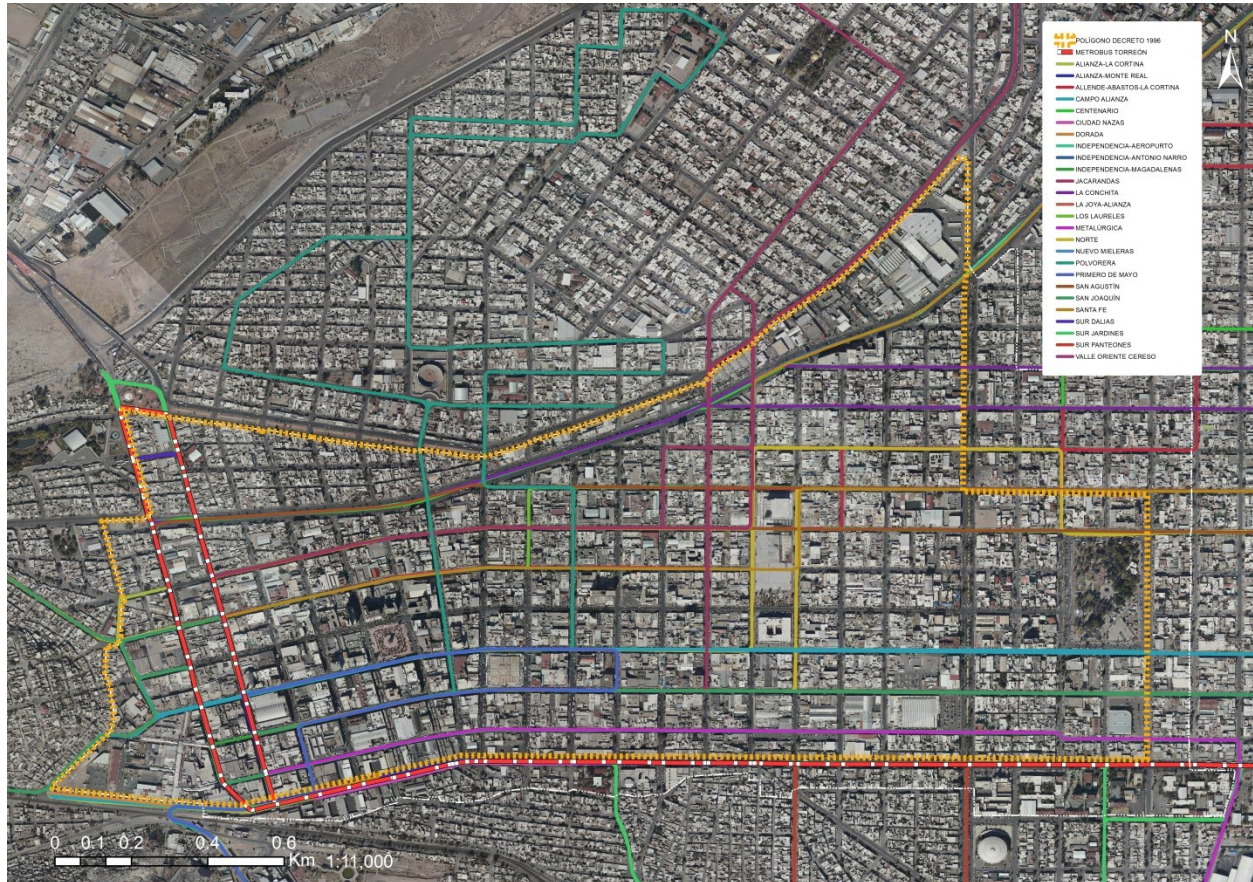 POLÍGONO DECRETO 1996
METROBUS TORREÓN
ALIANZA-LA CORTINA
ALIANZA-MONTE REAL
ALLENDE-ABASTOS-LA CORTINA
CAMPO ALIANZA
CENTENARIO
CIUDAD NAZAS
DORADA
INDEPENDENCIA-AEROPURTO
INDEPENDENCIA-ANTONIO NARRO
INDEPENDENCIA-MAGADALENAS
JACARANDAS
LA CONCHITA
LA JOYA-ALIANZA
LOS LAURELES
METALÚRGICA
NORTE
NUEVO MIELERAS
POLVORERA
PRIMERO DE MAYO
SAN AGUSTÍN
SAN JOAQUÍN
SANTA FE
SUR DALIAS
SUR JARDINES
SUR PANTEONES
VALLE ORIENTE CERESO
N
0 0.1 0.2 0.4 0.6
Km 1:11,000